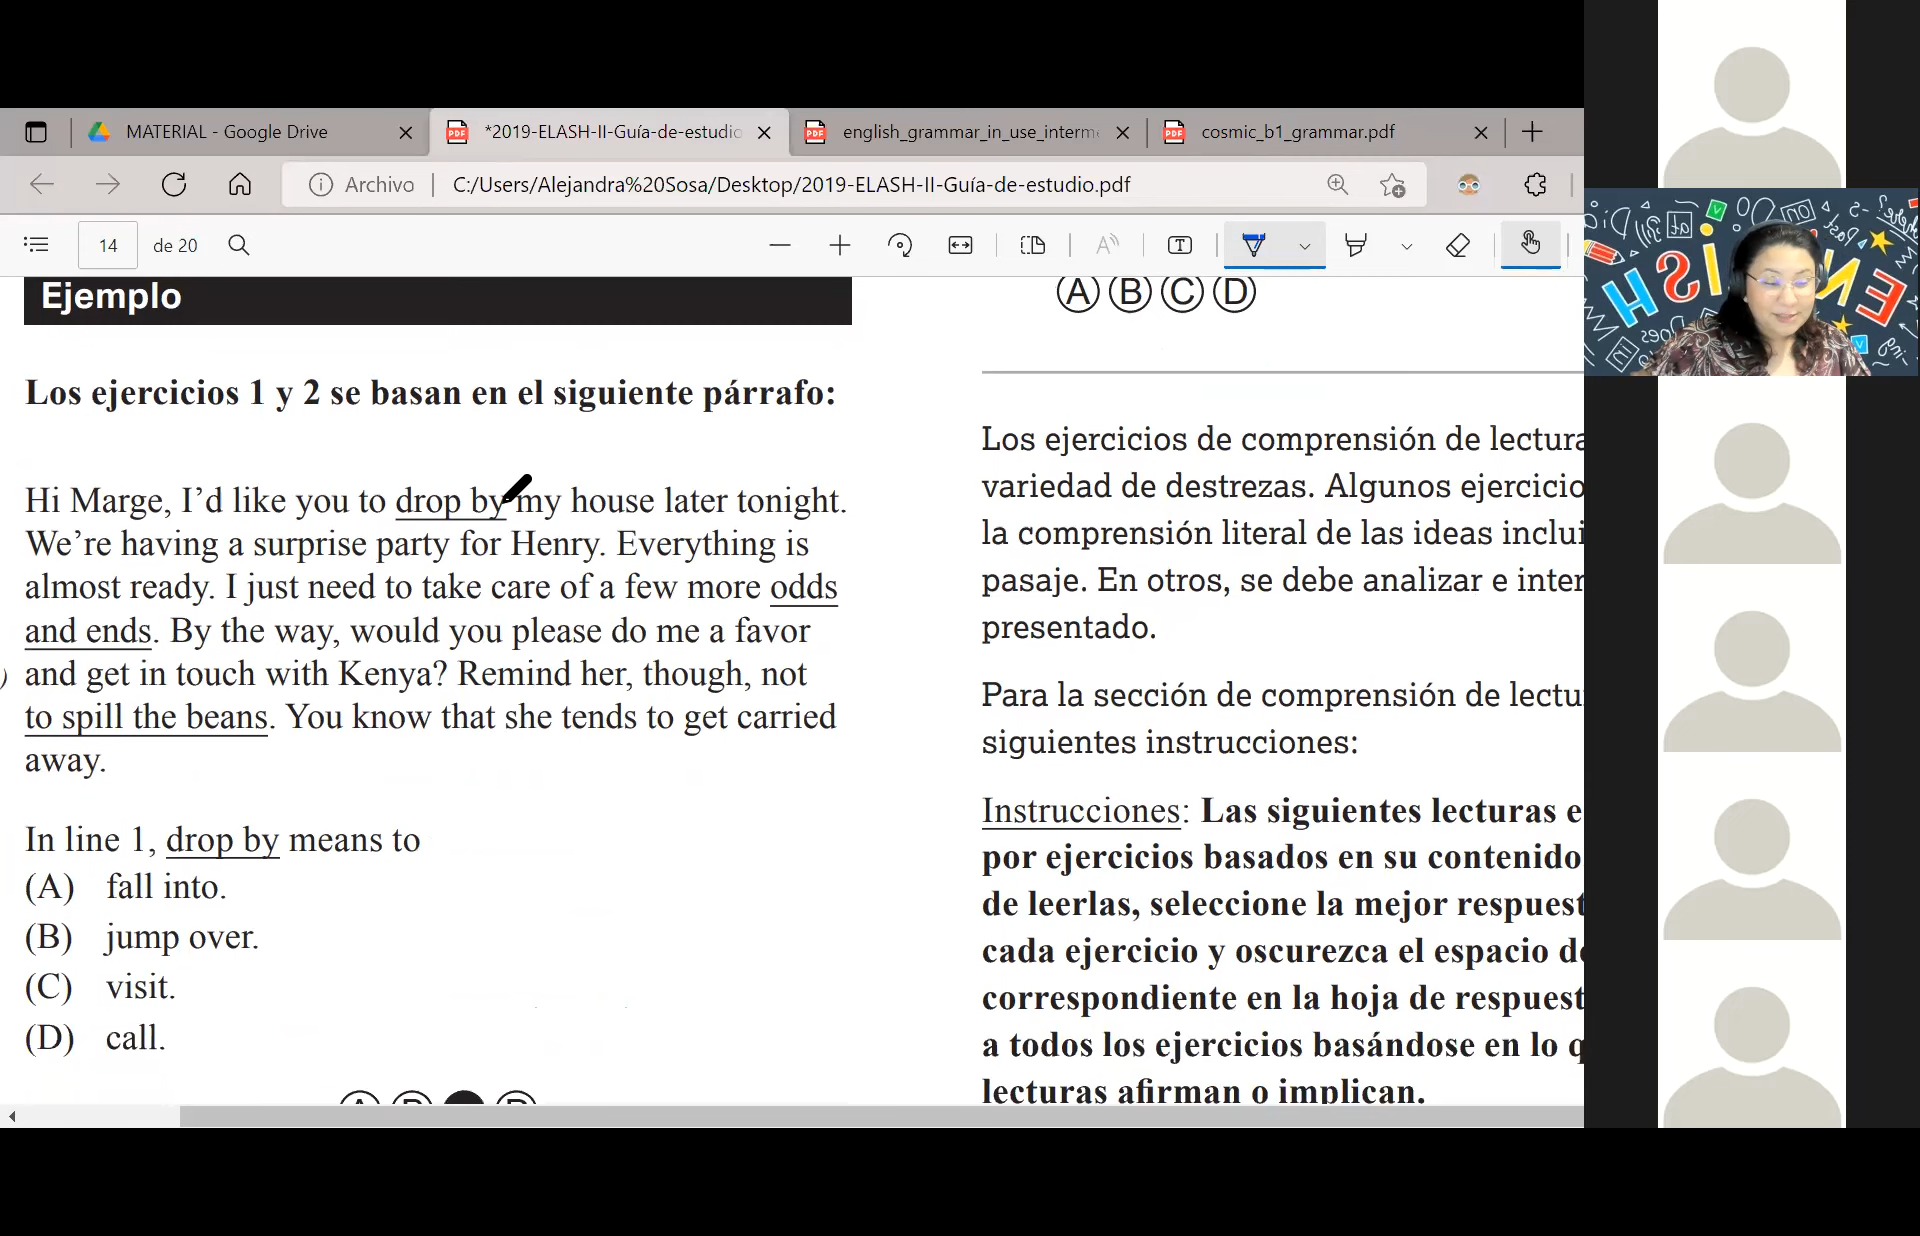 MATERIAL - Google Drive
*2019-ELASH-II-Guía-de-estudio
english_grammar_in_use_interme
cosmic_b1_grammar.pdf
Archivo
C:/Users/Alejandra%20Sosa/Desktop/2019-ELASH-II-Guía-de-estudio.pdf
14 de 20
Ejemplo
Los ejercicios 1 y 2 se basan en el siguiente párrafo:
Hi Marge, I’d like you to drop by my house later tonight.
We’re having a surprise party for Henry. Everything is
almost ready. I just need to take care of a few more odds
and ends. By the way, would you please do me a favor
and get in touch with Kenya? Remind her, though, not
to spill the beans. You know that she tends to get carried
away.
In line 1, drop by means to
(A) fall into.
(B) jump over.
(C) visit.
(D) call.
A B D
A B C D
Los ejercicios de comprensión de lectura
variedad de destrezas. Algunos ejercicio
la comprensión literal de las ideas inclui
pasaje. En otros, se debe analizar e inter
presentado.
Para la sección de comprensión de lectu
siguientes instrucciones:
Instrucciones: Las siguientes lecturas e
por ejercicios basados en su contenido
de leerlas, seleccione la mejor respuest
cada ejercicio y oscurezca el espacio de
correspondiente en la hoja de respuest
a todos los ejercicios basándose en lo q
lecturas afirman o implican.
ENGLISH